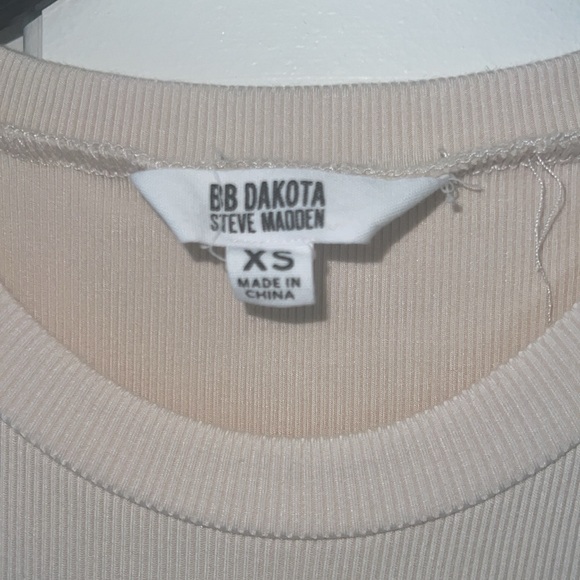 BB DAKOTA
STEVE MADDEN
XS
MADE IN
CHINA